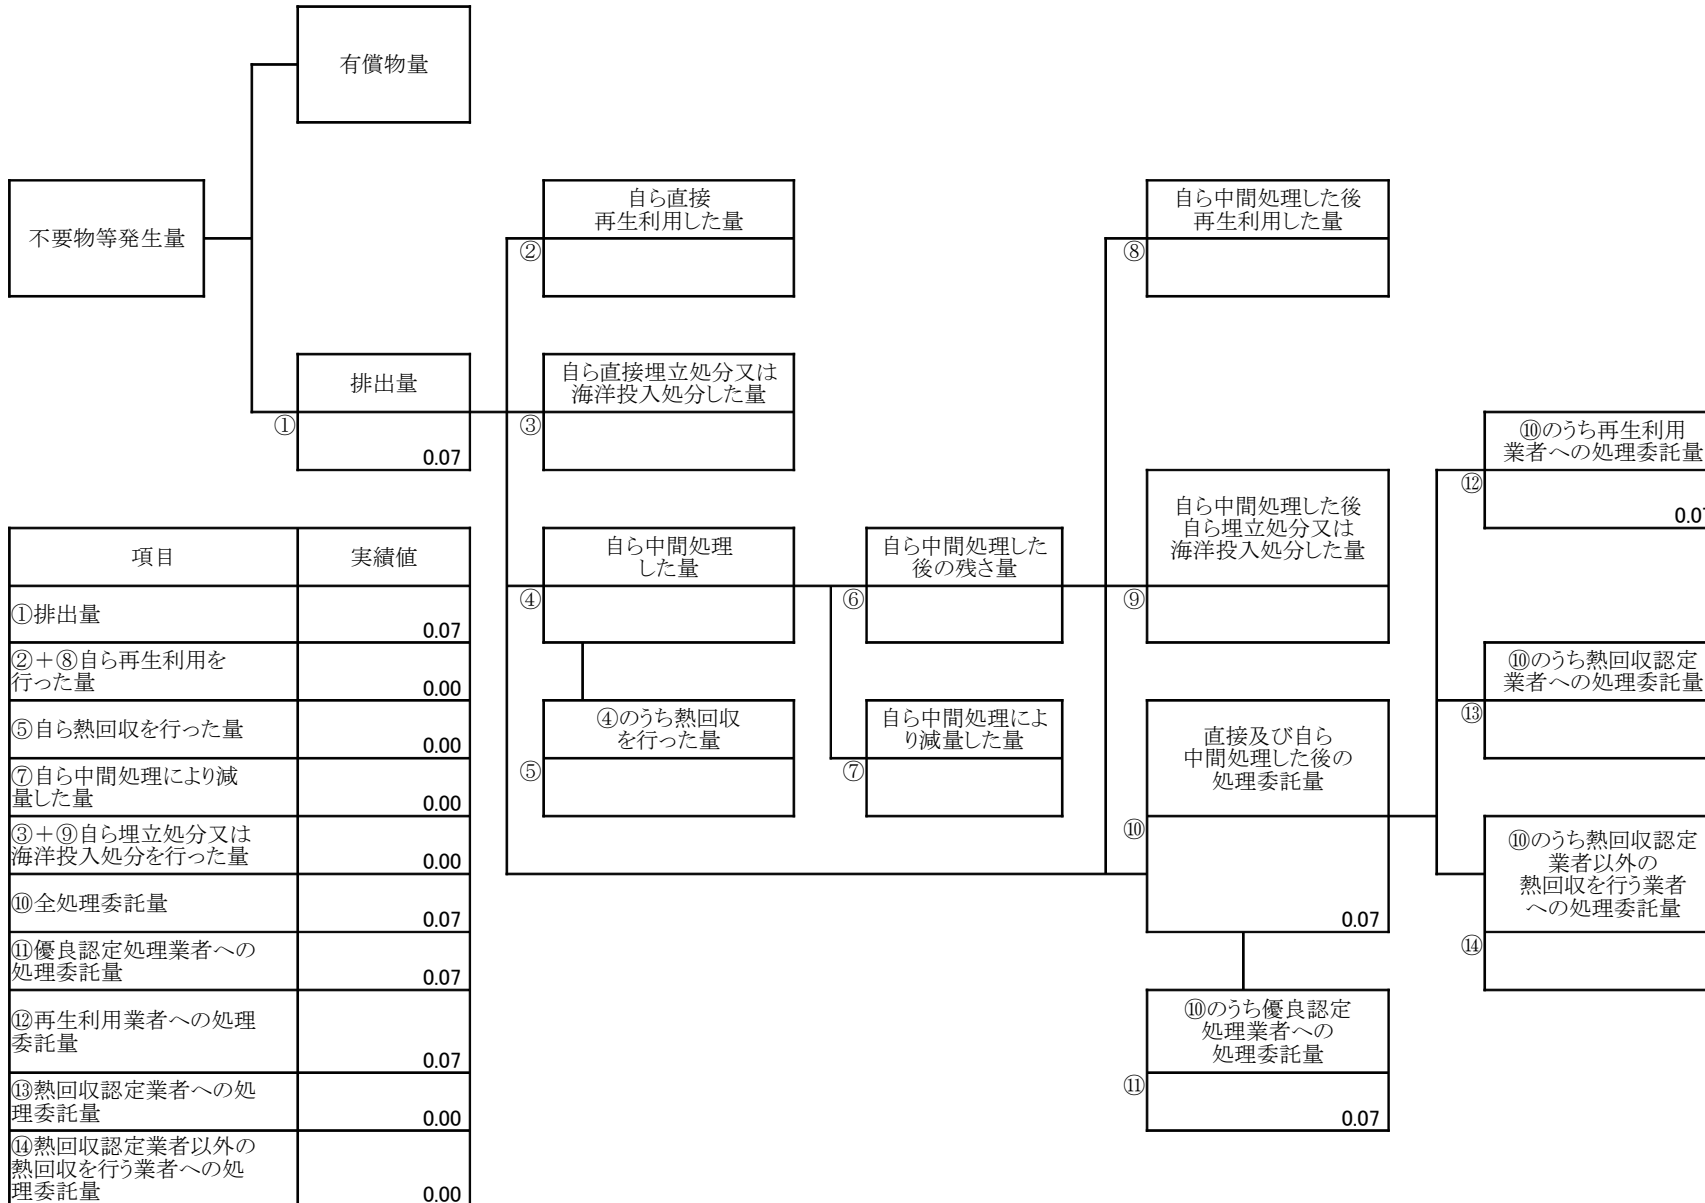 有償物量
不要物等発生量
自ら直接
再生利用した量
②
自ら中間処理した後
再生利用した量
⑧
排出量
①
0.07
自ら直接埋立処分又は
海洋投入処分した量
③
⑩のうち再生利用
業者への処理委託量
⑫
0.07
自ら中間処理した後
自ら埋立処分又は
海洋投入処分した量
⑨
自ら中間処理
した量
④
自ら中間処理した
後の残さ量
⑥
④のうち熱回収
を行った量
⑤
自ら中間処理によ
り減量した量
⑦
直接及び自ら
中間処理した後の
処理委託量
⑩
0.07
⑩のうち熱回収認定
業者への処理委託量
⑬
⑩のうち熱回収認定
業者以外の
熱回収を行う業者
への処理委託量
⑭
⑩のうち優良認定
処理業者への
処理委託量
⑪
0.07
項目 実績値
①排出量 0.07
②+⑧自ら再生利用を
行った量 0.00
⑤自ら熱回収を行った量 0.00
⑦自ら中間処理により減
量した量 0.00
③+⑨自ら埋立処分又は
海洋投入処分を行った量 0.00
⑩全処理委託量 0.07
⑪優良認定処理業者への
処理委託量 0.07
⑫再生利用業者への処理
委託量 0.07
⑬熱回収認定業者への処
理委託量 0.00
⑭熱回収認定業者以外の
熱回収を行う業者への処
理委託量 0.00